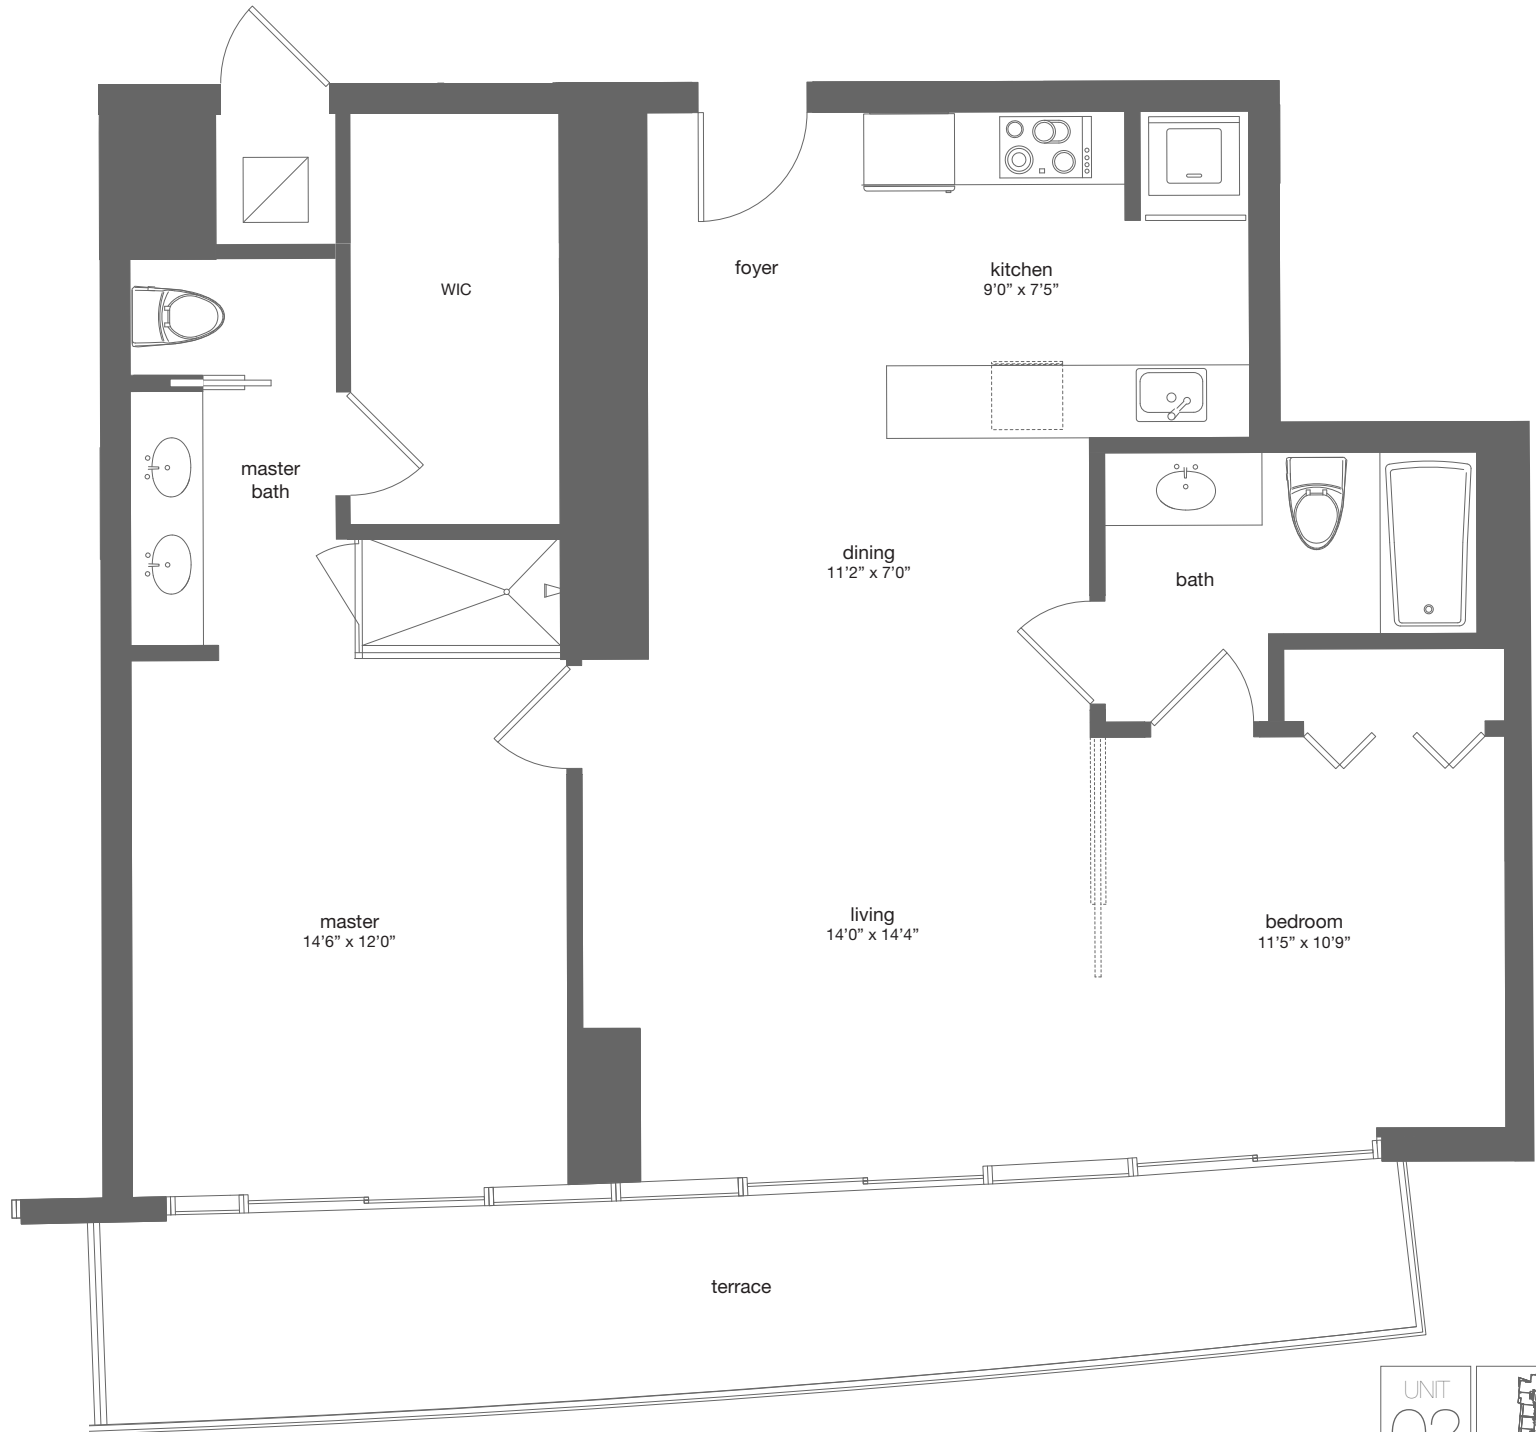 foyer
kitchen
9’0” x 7’5”
WIC
master
bath
dining
11’2” x 7’0”
bath
master
14’6” x 12’0”
living
14’0” x 14’4”
bedroom
11’5” x 10’9”
terrace
UNIT